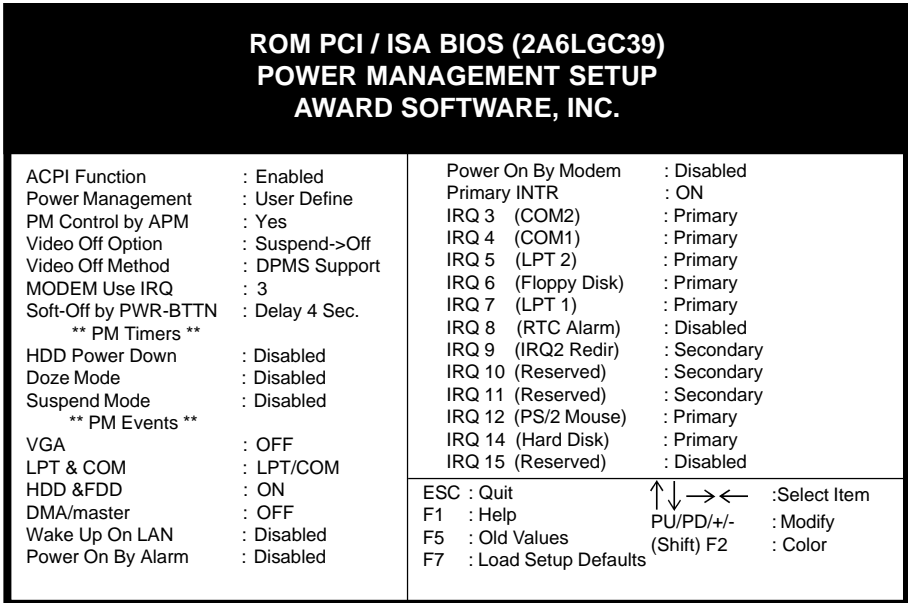 ROM PCI / ISA BIOS (2A6LGC39)
POWER MANAGEMENT SETUP
AWARD SOFTWARE, INC.
ACPI Function : Enabled
Power Management : User Define
PM Control by APM : Yes
Video Off Option : Suspend->Off
Video Off Method : DPMS Support
MODEM Use IRQ : 3
Soft-Off by PWR-BTTN : Delay 4 Sec.
** PM Timers **
HDD Power Down : Disabled
Doze Mode : Disabled
Suspend Mode : Disabled
** PM Events **
VGA : OFF
LPT & COM : LPT/COM
HDD &FDD : ON
DMA/master : OFF
Wake Up On LAN : Disabled
Power On By Alarm : Disabled
Power On By Modem : Disabled
Primary INTR : ON
IRQ 3 (COM2) : Primary
IRQ 4 (COM1) : Primary
IRQ 5 (LPT 2) : Primary
IRQ 6 (Floppy Disk) : Primary
IRQ 7 (LPT 1) : Primary
IRQ 8 (RTC Alarm) : Disabled
IRQ 9 (IRQ2 Redir) : Secondary
IRQ 10 (Reserved) : Secondary
IRQ 11 (Reserved) : Secondary
IRQ 12 (PS/2 Mouse) : Primary
IRQ 14 (Hard Disk) : Primary
IRQ 15 (Reserved) : Disabled
ESC : Quit ↑↓→← :Select Item
F1 : Help PU/PD/+/- : Modify
F5 : Old Values (Shift) F2 : Color
F7 : Load Setup Defaults